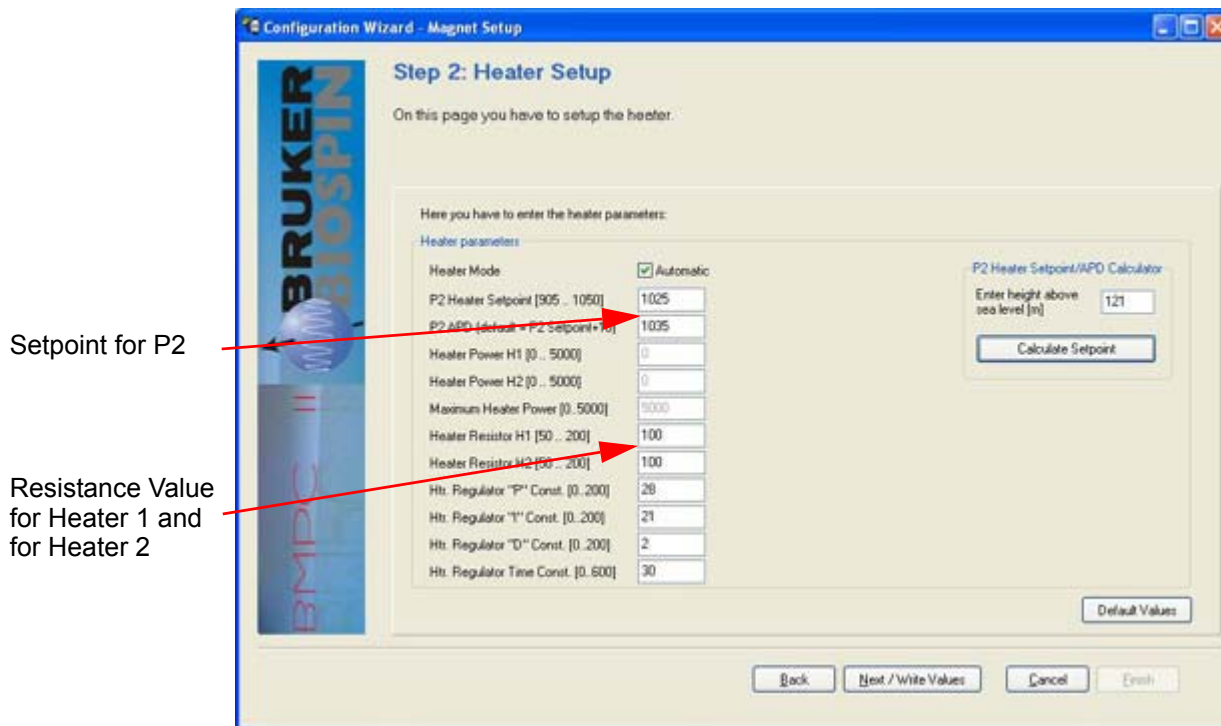 Configuration Wizard - Magnet Setup
BRUKER
BIOSPIN
BMPC II
Step 2: Heater Setup
On this page you have to setup the heater.
Here you have to enter the heater parameters:
Heater parameters
Heater Mode Automatic
P2 Heater Setpoint [905 .. 1050] 1025
P2 APD (default = P2 Setpoint+10) 1035
Heater Power H1 [0 .. 5000] 0
Heater Power H2 [0 .. 5000] 0
Maximum Heater Power [0..5000] 5000
Heater Resistor H1 [50 .. 200] 100
Heater Resistor H2 [50 .. 200] 100
Htr. Regulator "P" Const. [0..200] 28
Htr. Regulator "I" Const. [0..200] 21
Htr. Regulator "D" Const. [0..200] 2
Htr. Regulator Time Const. [0..600] 30
P2 Heater Setpoint/APD Calculator
Enter height above
sea level [m] 121
Calculate Setpoint
Default Values
Back Next / Write Values Cancel Finish
Setpoint for P2
Resistance Value
for Heater 1 and
for Heater 2